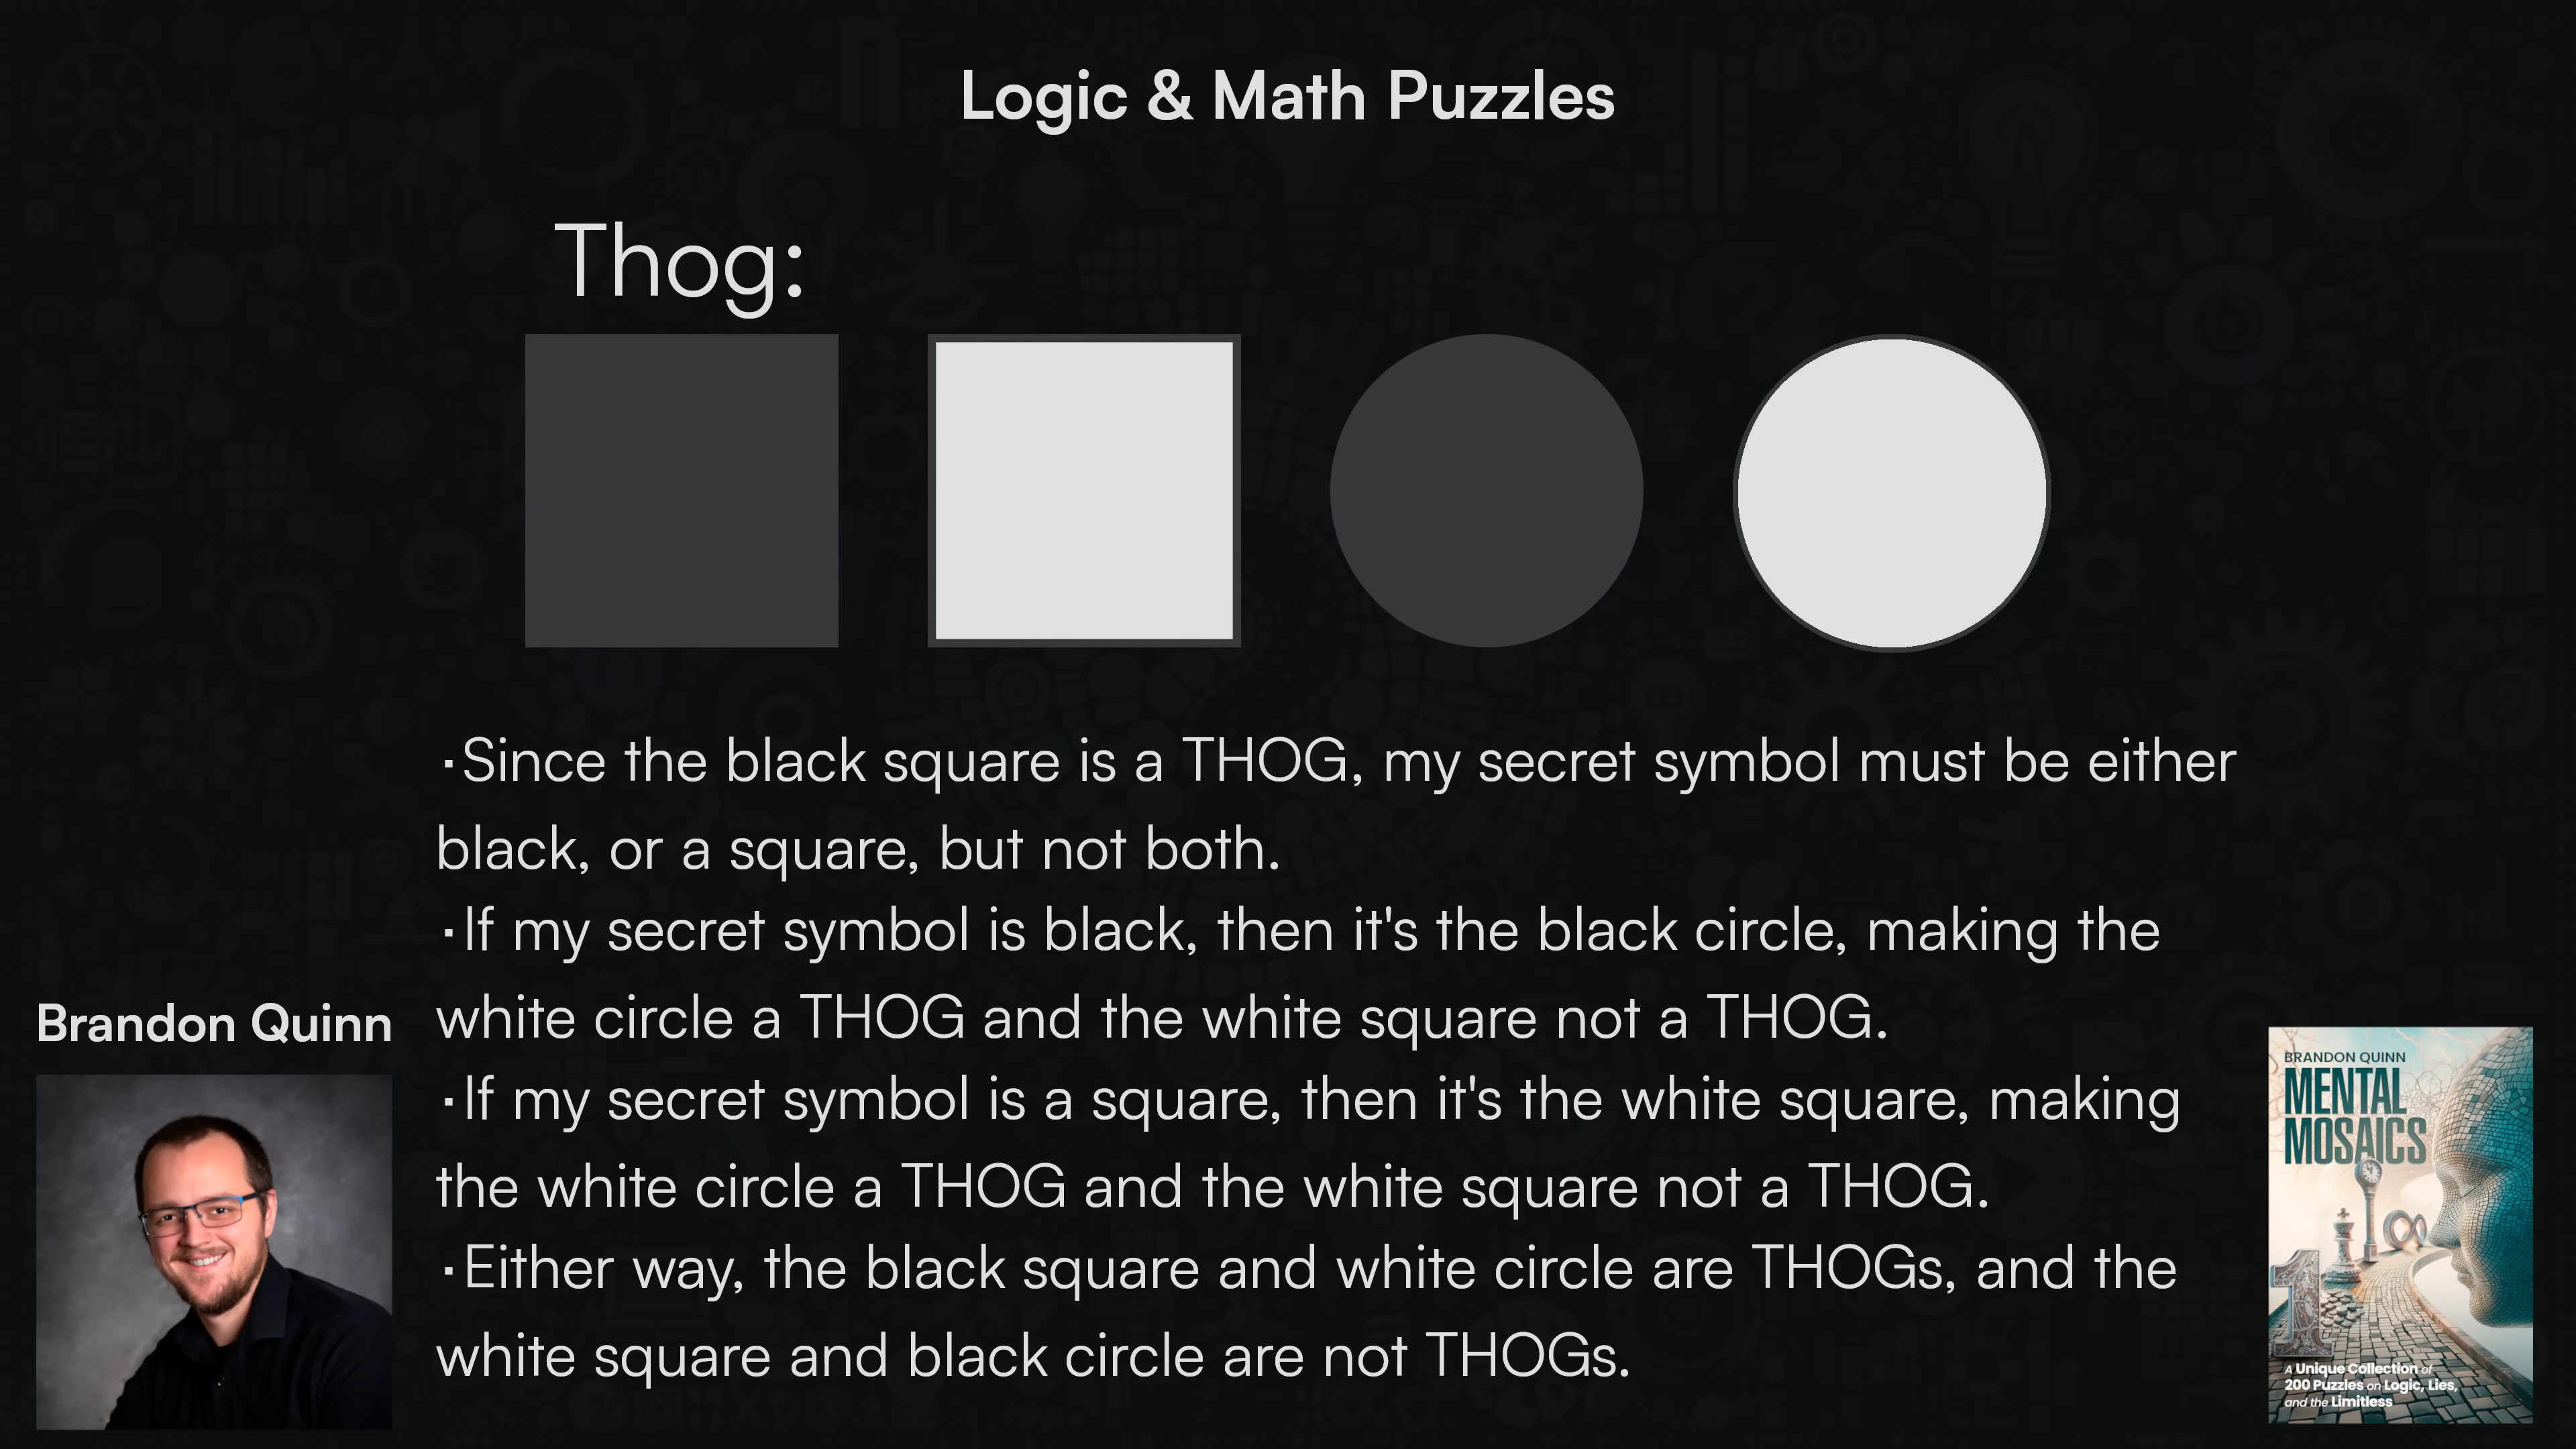 Logic & Math Puzzles
Thog:
·Since the black square is a THOG, my secret symbol must be either
black, or a square, but not both.
·If my secret symbol is black, then it's the black circle, making the
white circle a THOG and the white square not a THOG.
·If my secret symbol is a square, then it's the white square, making
the white circle a THOG and the white square not a THOG.
·Either way, the black square and white circle are THOGs, and the
white square and black circle are not THOGs.
Brandon Quinn
BRANDON QUINN
MENTAL
MOSAICS
A Unique Collection of
200 Puzzles on Logic, Lies,
and the Limitless